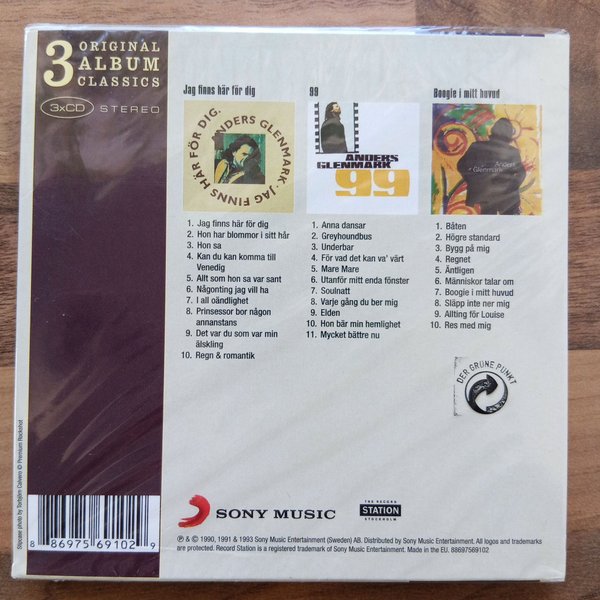 3 ORIGINAL
ALBUM
CLASSICS
3xCD STEREO
Jag finns här för dig
JAG FINNS HÄR FÖR DIG.
ANDERS GLENMARK
1. Jag finns här för dig
2. Hon har blommor i sitt hår
3. Hon sa
4. Kan du kan komma till
Venedig
5. Allt som hon sa var sant
6. Någonting jag vill ha
7. I all oändlighet
8. Prinsessor bor någon
annanstans
9. Det var du som var min
älskling
10. Regn & romantik
99
ANDERS
GLENMARK
99
1. Anna dansar
2. Greyhoundbus
3. Underbar
4. För vad det kan va' värt
5. Mare Mare
6. Utanför mitt enda fönster
7. Soulnatt
8. Varje gång du ber mig
9. Elden
10. Hon bär min hemlighet
11. Mycket bättre nu
Boogie i mitt huvud
Anders
Glenmark
1. Båten
2. Högre standard
3. Bygg på mig
4. Regnet
5. Äntligen
6. Människor talar om
7. Boogie i mitt huvud
8. Släpp inte ner mig
9. Allting för Louise
10. Res med mig
DER GRÜNE PUNKT
Slipcase photo by Torbjörn Calvero © Premium Rockshot
8 86975 69102 9
SONY MUSIC
THE RECORD
STATION
STOCKHOLM
℗ & © 1990, 1991 & 1993 Sony Music Entertainment (Sweden) AB. Distributed by Sony Music Entertainment. All logos and trademarks
are protected. Record Station is a registered trademark of Sony Music Entertainment. Made in the EU. 88697569102